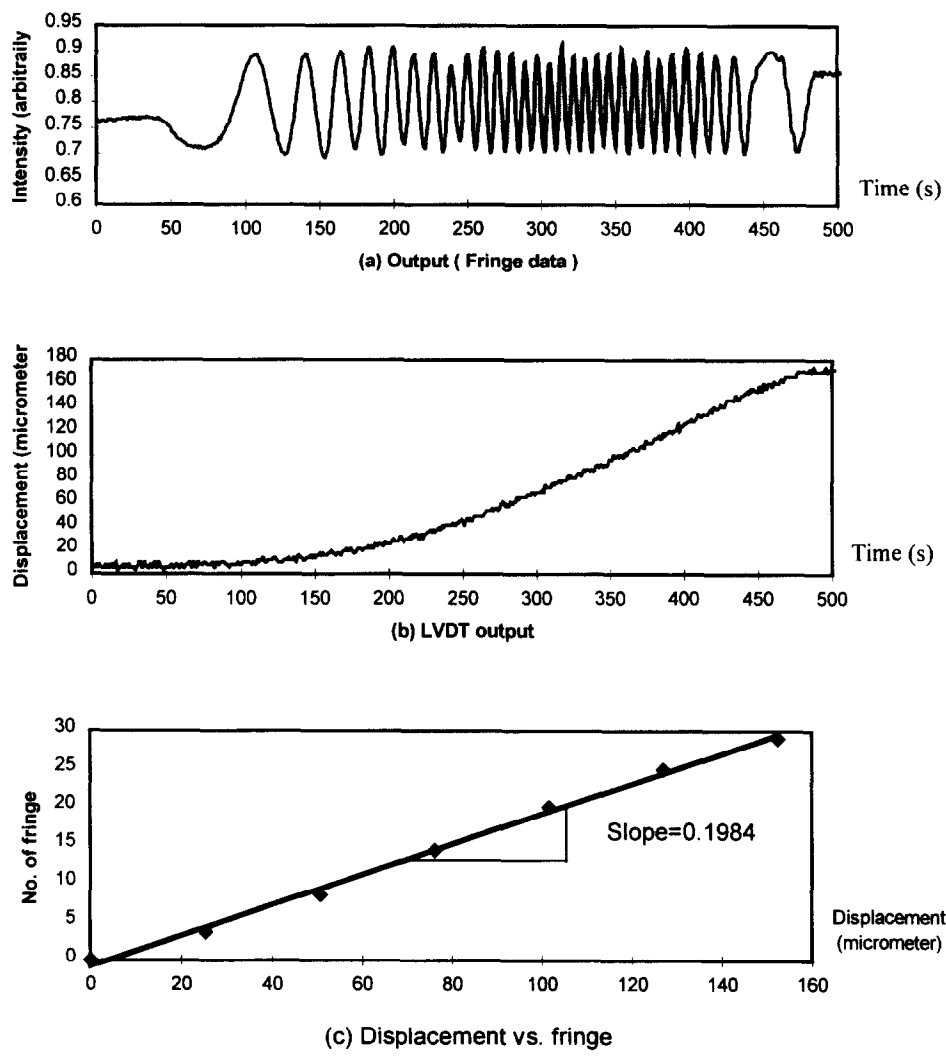 Intensity (arbitraily)
0.95
0.9
0.85
0.8
0.75
0.7
0.65
0.6
0 50 100 150 200 250 300 350 400 450 500
Time (s)
(a) Output ( Fringe data )
Displacement (micrometer
180
160
140
120
100
80
60
40
20
0
0 50 100 150 200 250 300 350 400 450 500
Time (s)
(b) LVDT output
No. of fringe
30
25
20
15
10
5
0
Slope=0.1984
0 20 40 60 80 100 120 140 160
Displacement
(micrometer)
(c) Displacement vs. fringe